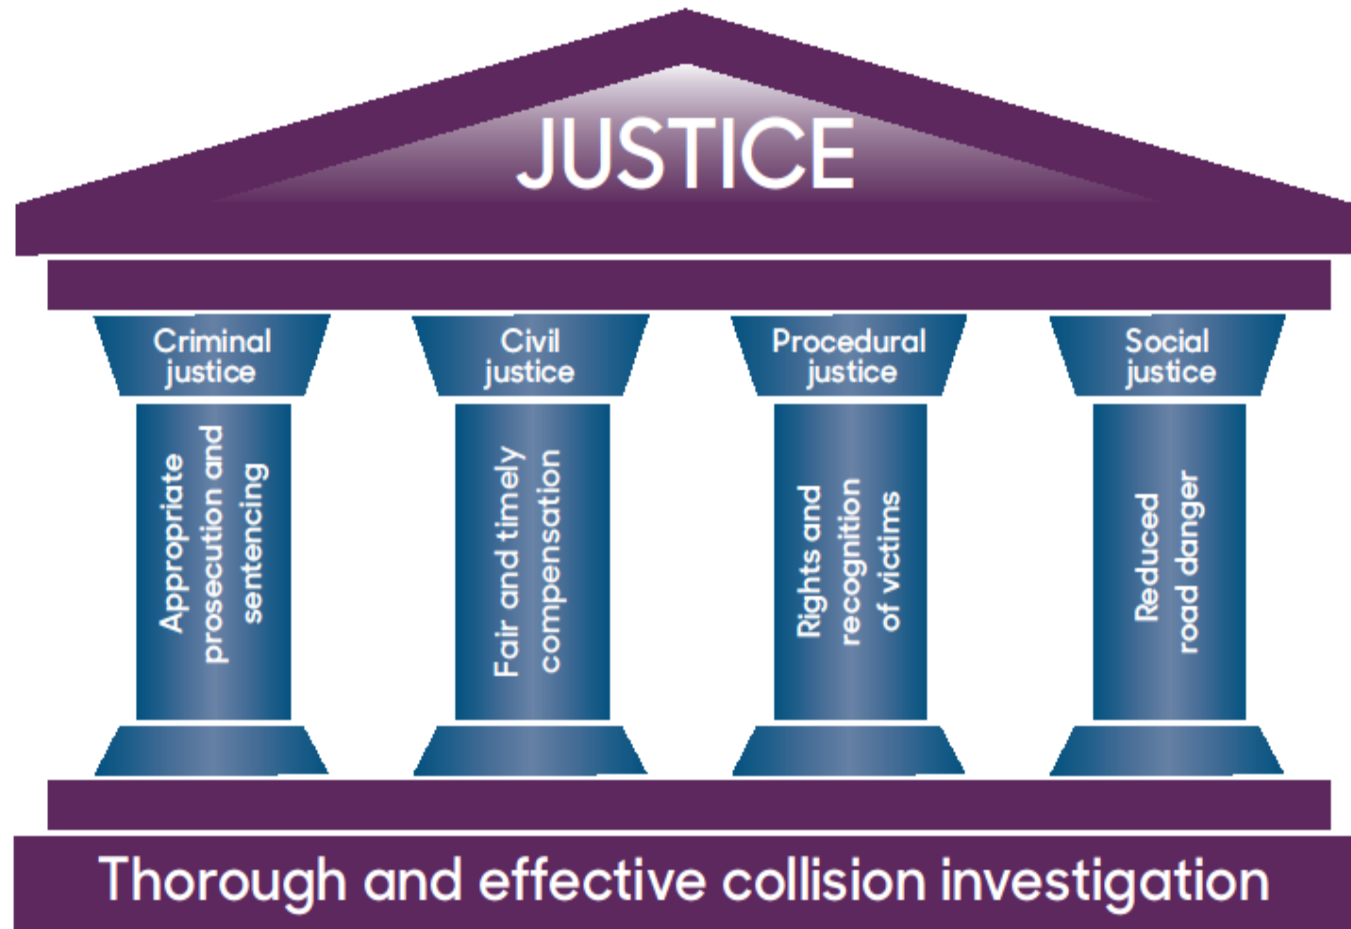 JUSTICE
Criminal
justice
Appropriate
prosecution and
sentencing
Civil
justice
Fair and timely
compensation
Procedural
justice
Rights and
recognition
of victims
Social
justice
Reduced
road danger
Thorough and effective collision investigation